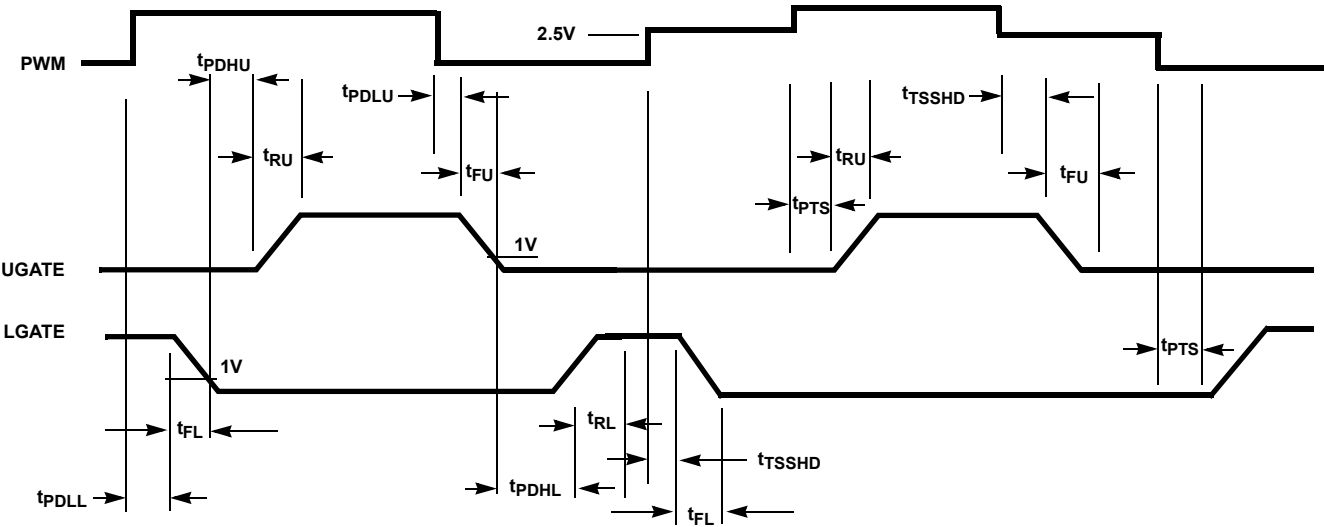 2.5V
PWM
tPDHU
tPDLU
tTSSHD
tRU
tFU
tRU
tFU
tPTS
1V
UGATE
LGATE
1V
tPTS
tFL
tRL
tTSSHD
tPDLL
tPDHL
tFL